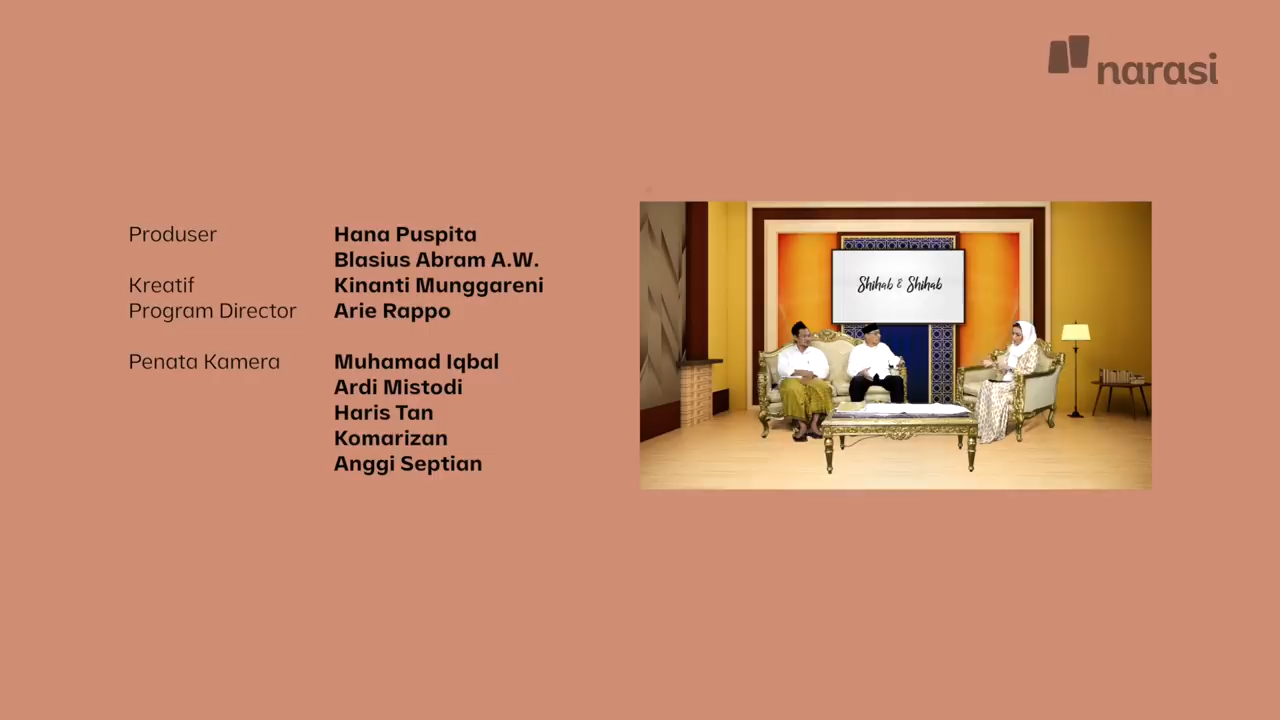 narasi
Produser Hana Puspita
Blasius Abram A.W.
Kreatif Kinanti Munggareni
Program Director Arie Rappo
Penata Kamera Muhamad Iqbal
Ardi Mistodi
Haris Tan
Komarizan
Anggi Septian
Shihab & Shihab